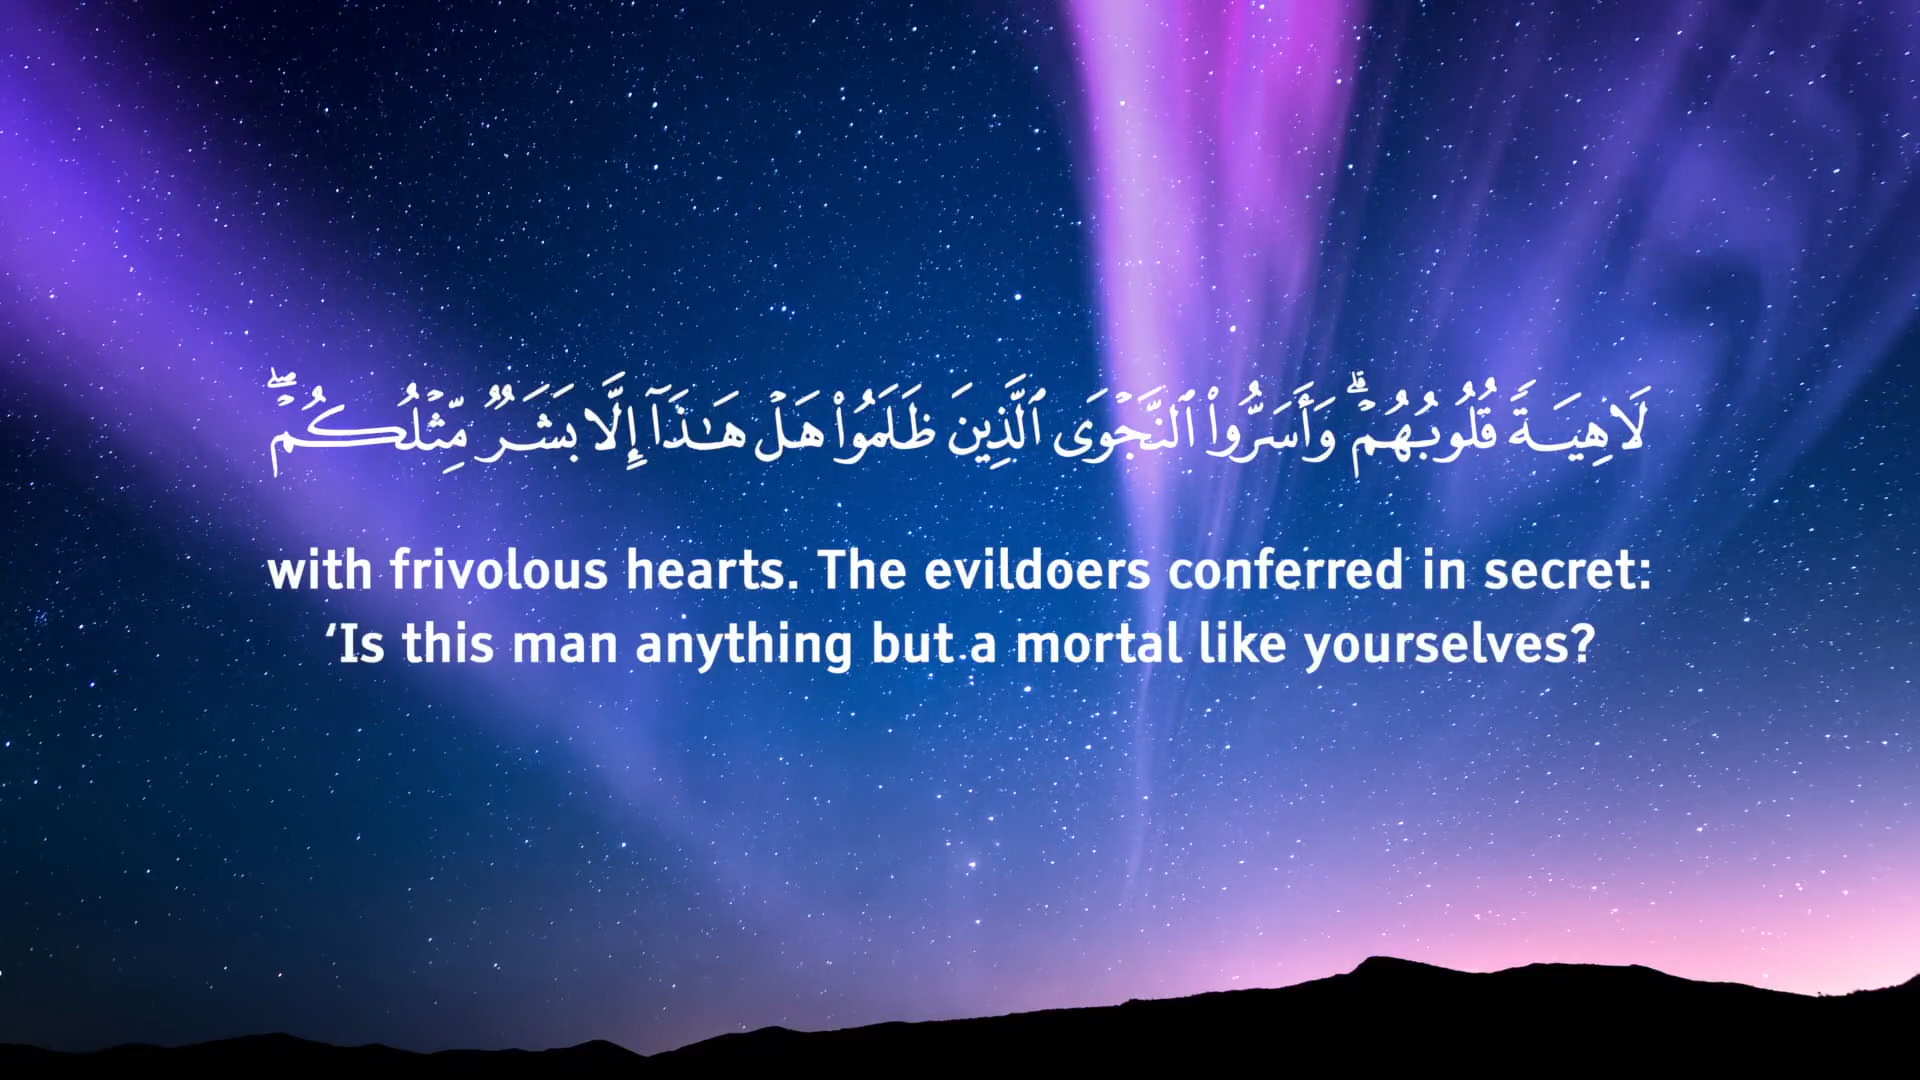 لَاهِيَةً قُلُوبُهُمْ ۗ وَأَسَرُّوا۟ ٱلنَّجْوَى ٱلَّذِينَ ظَلَمُوا۟ هَلْ هَـٰذَآ إِلَّا بَشَرٌ مِّثْلُكُمْ ۖ
with frivolous hearts. The evildoers conferred in secret:
‘Is this man anything but a mortal like yourselves?